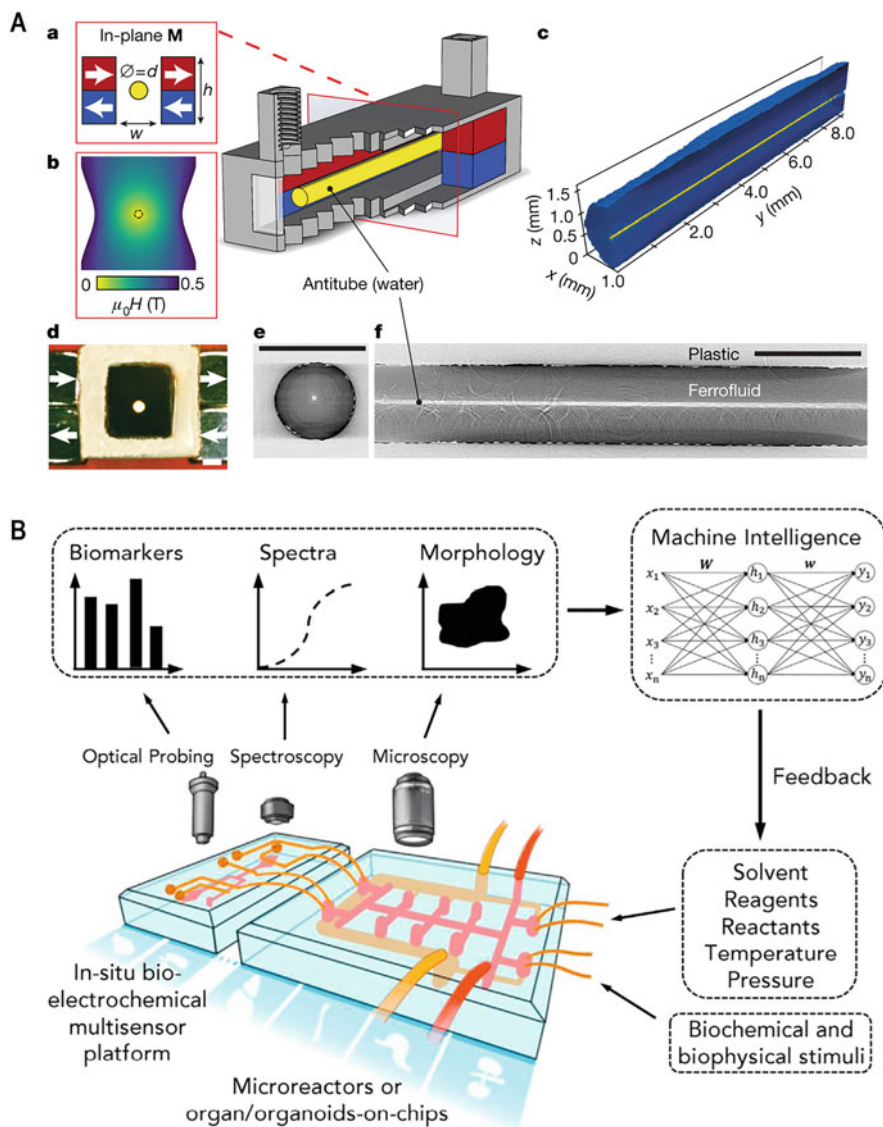 A
a
In-plane M
Ø=d
h
w
b
0 0.5
μ₀H (T)
Antitube (water)
c
z (mm)
1.5
1.0
0.5
0
x (mm)
1.0
2.0
4.0
6.0
8.0
y (mm)
d
e
f
Plastic
Ferrofluid
B
Biomarkers
Spectra
Morphology
Machine Intelligence
W w
x₁ h₁ y₁
x₂ h₂ y₂
x₃ h₃ y₃
⋮ ⋮ ⋮
xₙ hₙ yₙ
Optical Probing
Spectroscopy
Microscopy
Feedback
Solvent
Reagents
Reactants
Temperature
Pressure
In-situ bio-
electrochemical
multisensor
platform
Biochemical and
biophysical stimuli
Microreactors or
organ/organoids-on-chips